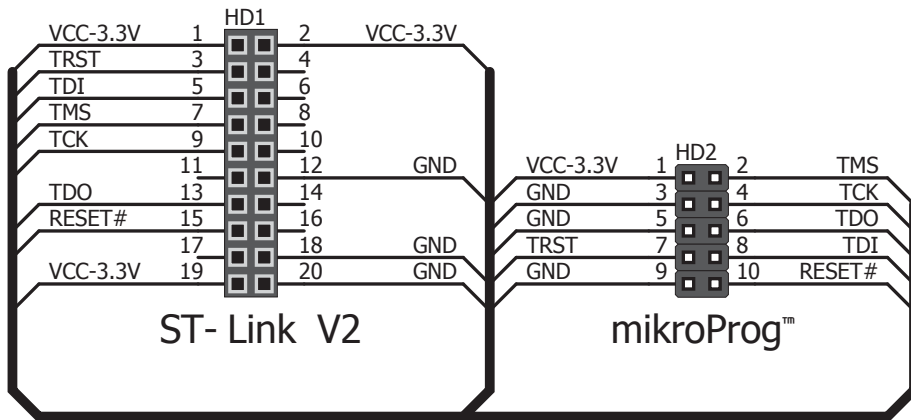 HD1
VCC-3.3V 1 2 VCC-3.3V
TRST 3 4
TDI 5 6
TMS 7 8
TCK 9 10
11 12 GND
TDO 13 14
RESET# 15 16
17 18 GND
VCC-3.3V 19 20 GND
ST- Link V2
HD2
VCC-3.3V 1 2 TMS
GND 3 4 TCK
GND 5 6 TDO
TRST 7 8 TDI
GND 9 10 RESET#
mikroProg™